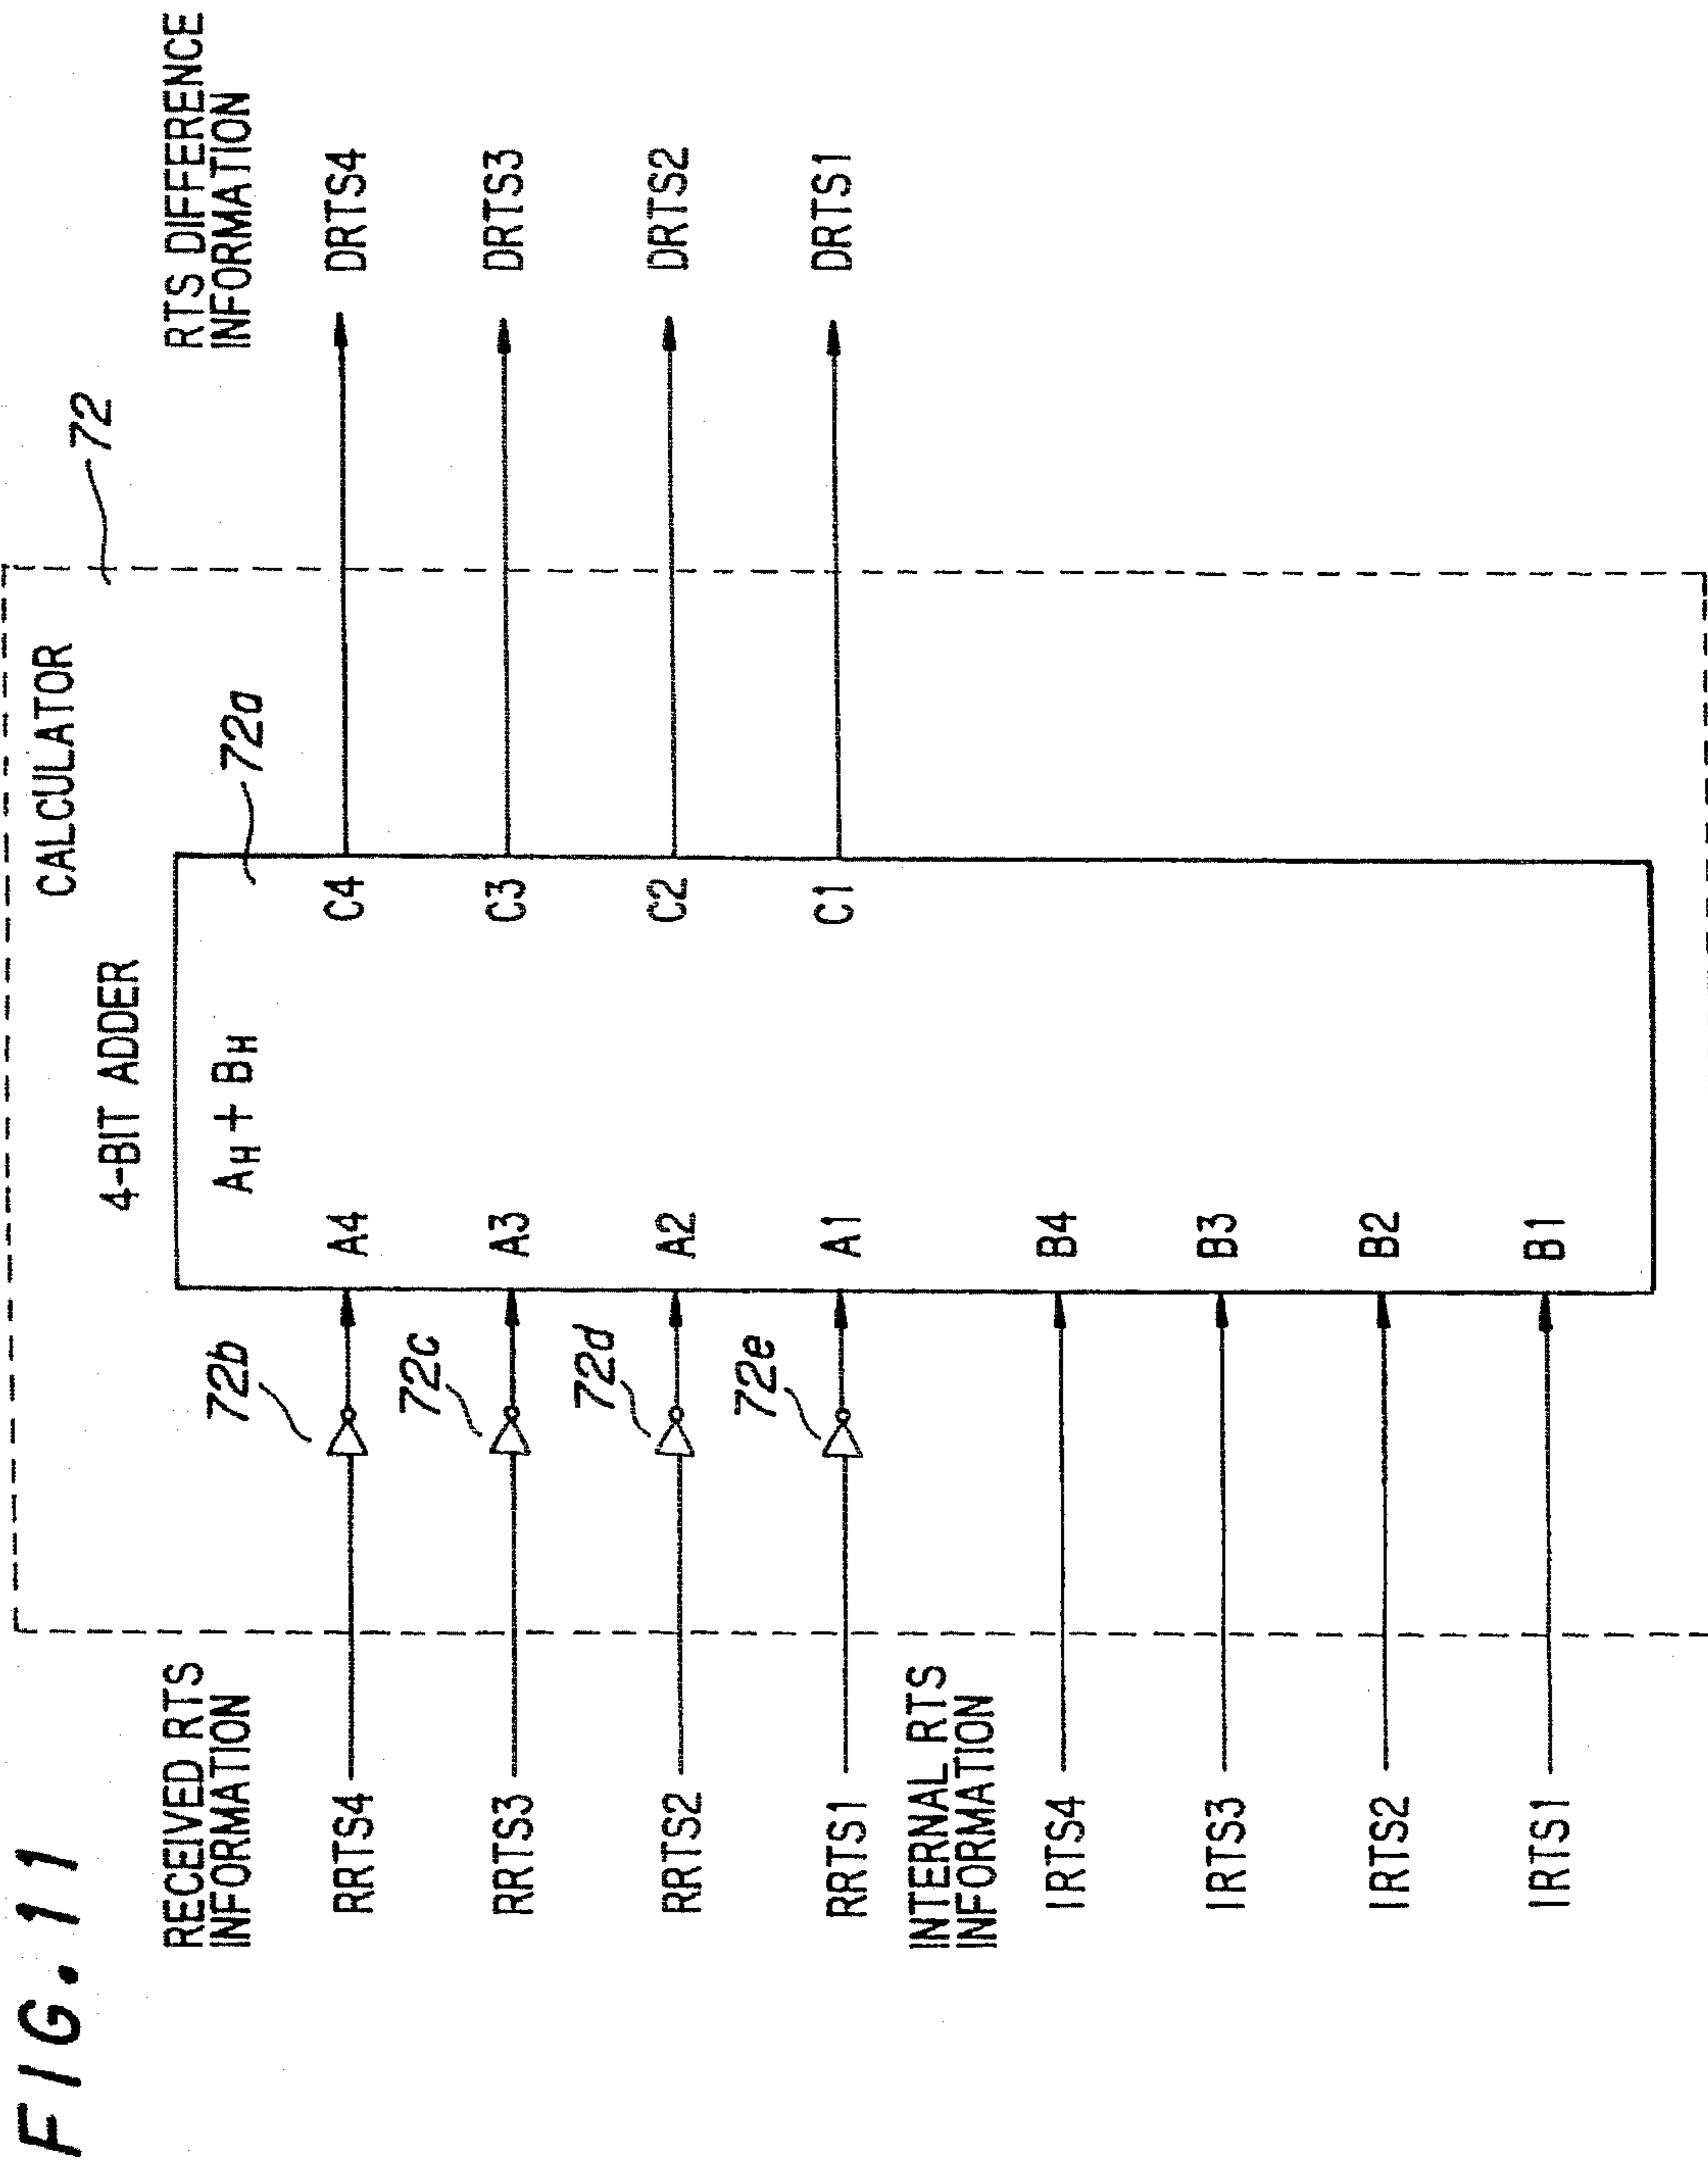 FIG. 11
CALCULATOR
72
4-BIT ADDER
72a
RECEIVED RTS
INFORMATION
RTS DIFFERENCE
INFORMATION
AH + BH
RRTS4
72b
A4
C4
DRTS4
RRTS3
72c
A3
C3
DRTS3
RRTS2
72d
A2
C2
DRTS2
RRTS1
72e
A1
C1
DRTS1
INTERNAL RTS
INFORMATION
IRTS4
B4
IRTS3
B3
IRTS2
B2
IRTS1
B1